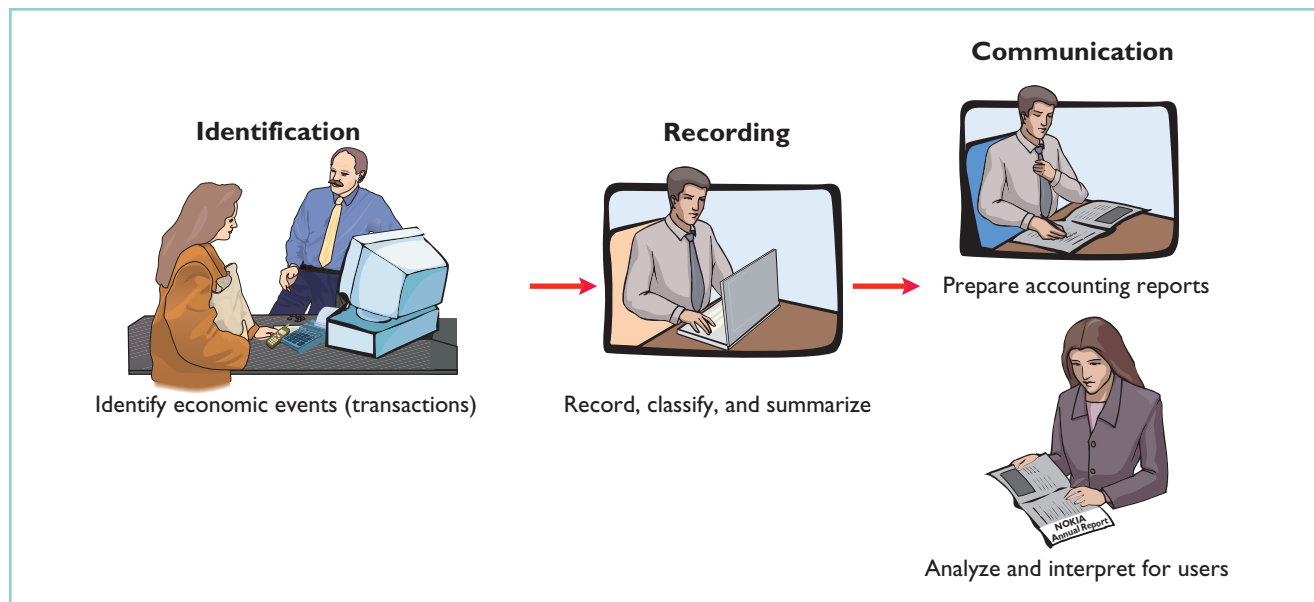 Identification
Identify economic events (transactions)
Recording
Record, classify, and summarize
Communication
Prepare accounting reports
NOKIA
Annual Report
Analyze and interpret for users